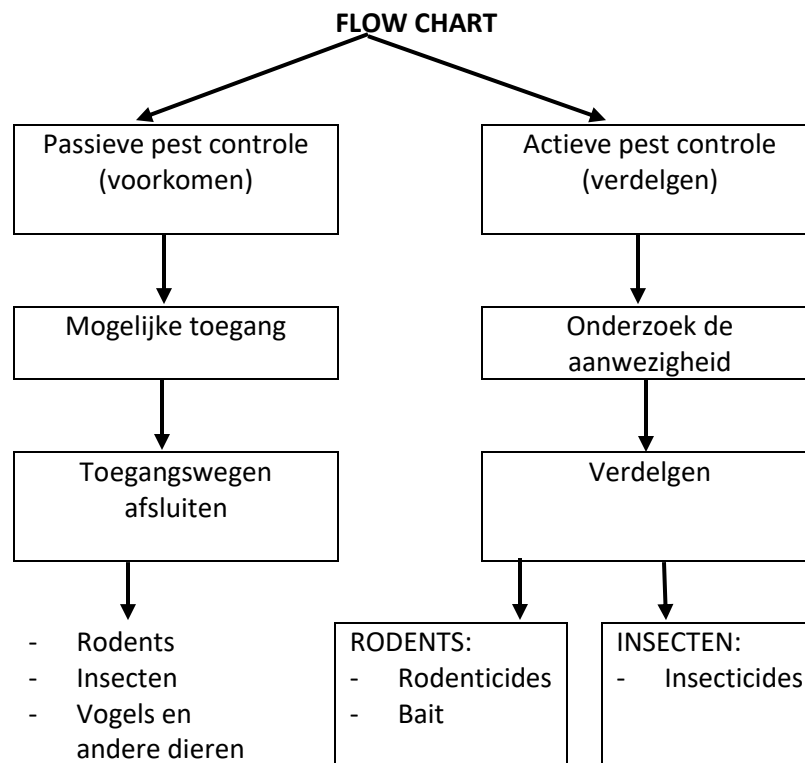 FLOW CHART
Passieve pest controle
(voorkomen)
Actieve pest controle
(verdelgen)
Mogelijke toegang
Onderzoek de
aanwezigheid
Toegangswegen
afsluiten
Verdelgen
- Rodents
- Insecten
- Vogels en
andere dieren
RODENTS:
- Rodenticides
- Bait
INSECTEN:
- Insecticides